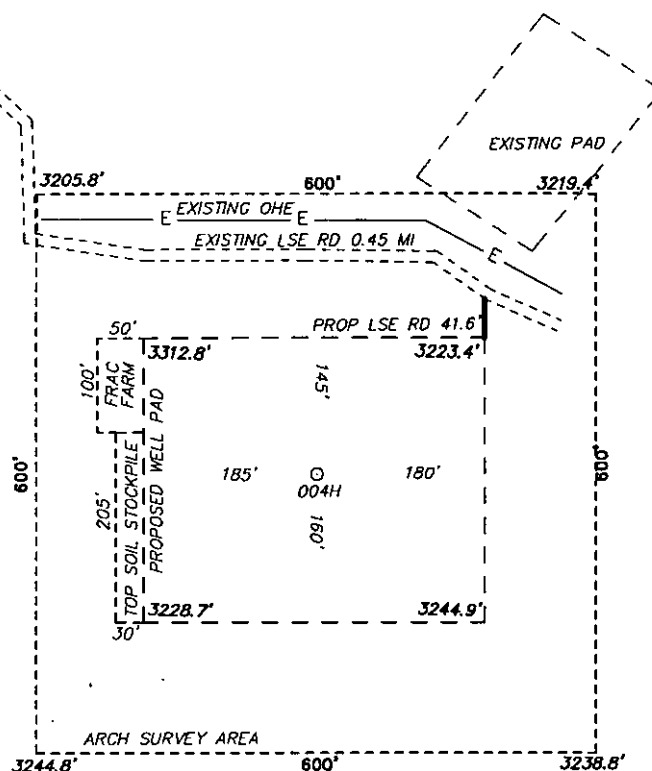 EXISTING PAD
3205.8'
600'
3219.4'
E EXISTING OHE E
EXISTING LSE RD 0.45 MI
E
50'
PROP LSE RD 41.6'
3312.8'
3223.4'
100'
FRAC
FARM
145'
PROPOSED WELL PAD
600'
185'
180'
600'
004H
205'
TOP SOIL STOCKPILE
160'
3228.7'
3244.9'
30'
ARCH SURVEY AREA
3244.8'
600'
3238.8'